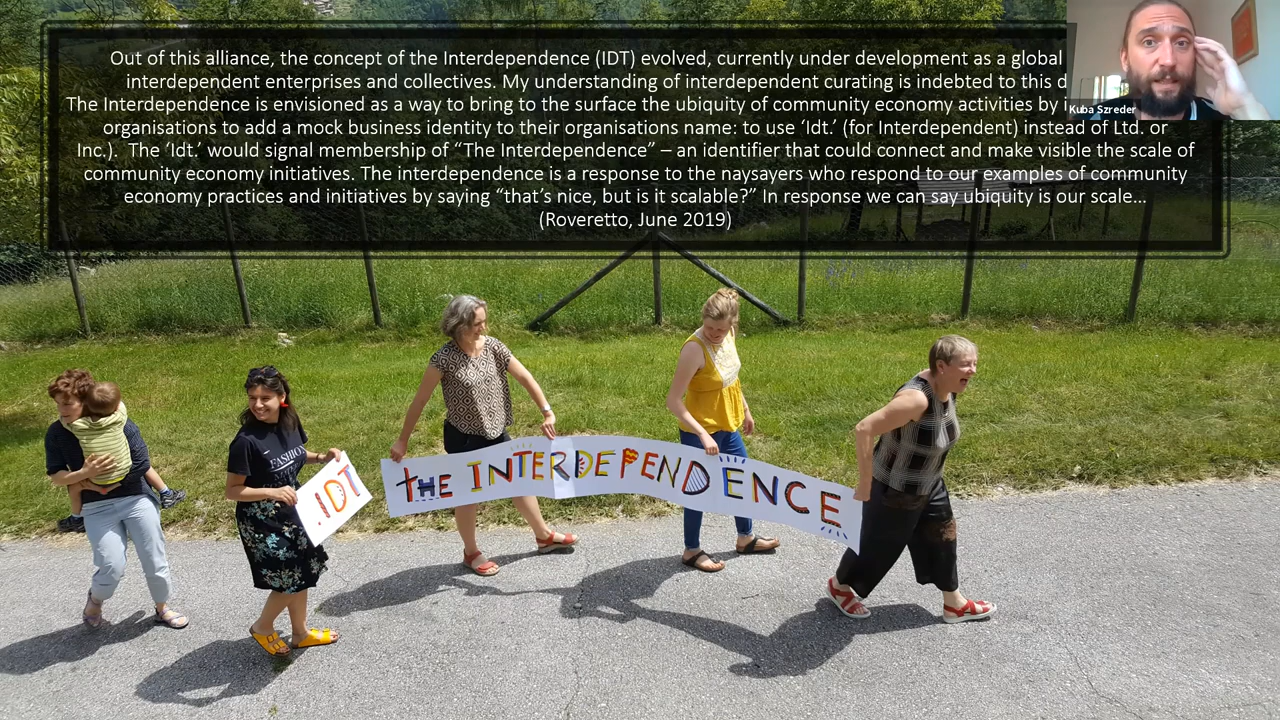 Out of this alliance, the concept of the Interdependence (IDT) evolved, currently under development as a global
interdependent enterprises and collectives. My understanding of interdependent curating is indebted to this d
The Interdependence is envisioned as a way to bring to the surface the ubiquity of community economy activities by i
organisations to add a mock business identity to their organisations name: to use ‘Idt.’ (for Interdependent) instead of Ltd. or
Inc.). The ‘Idt.’ would signal membership of “The Interdependence” – an identifier that could connect and make visible the scale of
community economy initiatives. The interdependence is a response to the naysayers who respond to our examples of community
economy practices and initiatives by saying “that’s nice, but is it scalable?” In response we can say ubiquity is our scale...
(Roveretto, June 2019)
Kuba Szreder
FASHION
.IDT
THE INTERDEPENDENCE